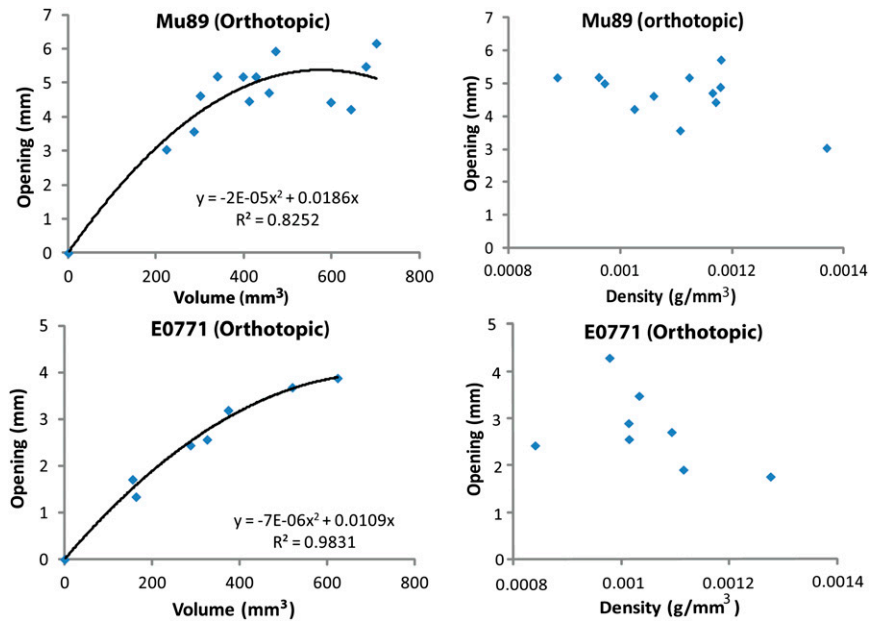 Mu89 (Orthotopic)
Opening (mm)
7
6
5
4
3
2
1
0
y = -2E-05x² + 0.0186x
R² = 0.8252
0 200 400 600 800
Volume (mm³)
Mu89 (orthotopic)
Opening (mm)
7
6
5
4
3
2
1
0
0.0008 0.001 0.0012 0.0014
Density (g/mm³)
E0771 (Orthotopic)
Opening (mm)
5
4
3
2
1
0
y = -7E-06x² + 0.0109x
R² = 0.9831
0 200 400 600 800
Volume (mm³)
E0771 (Orthotopic)
Opening (mm)
5
4
3
2
1
0
0.0008 0.001 0.0012 0.0014
Density (g/mm³)